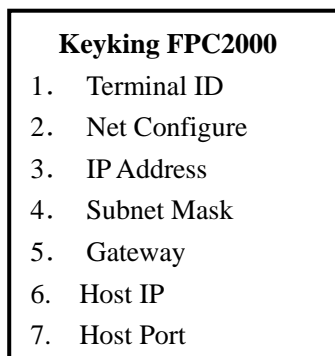 Keyking FPC2000
1. Terminal ID
2. Net Configure
3. IP Address
4. Subnet Mask
5. Gateway
6. Host IP
7. Host Port